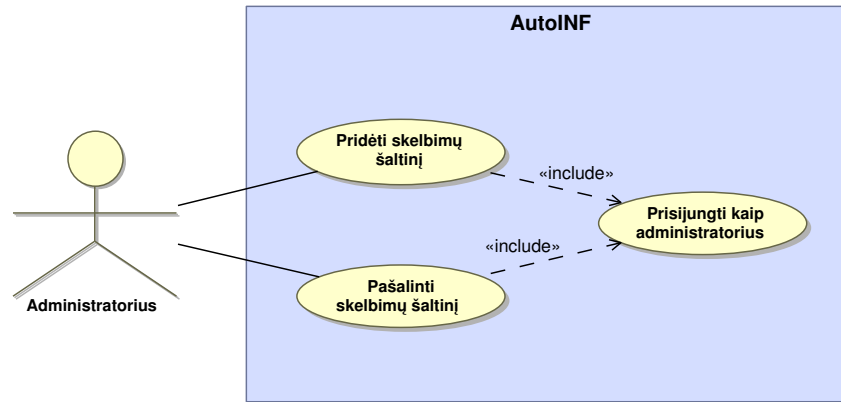 AutoINF
Pridėti skelbimų
šaltinį
«include»
Prisijungti kaip
administratorius
«include»
Pašalinti
skelbimų šaltinį
Administratorius